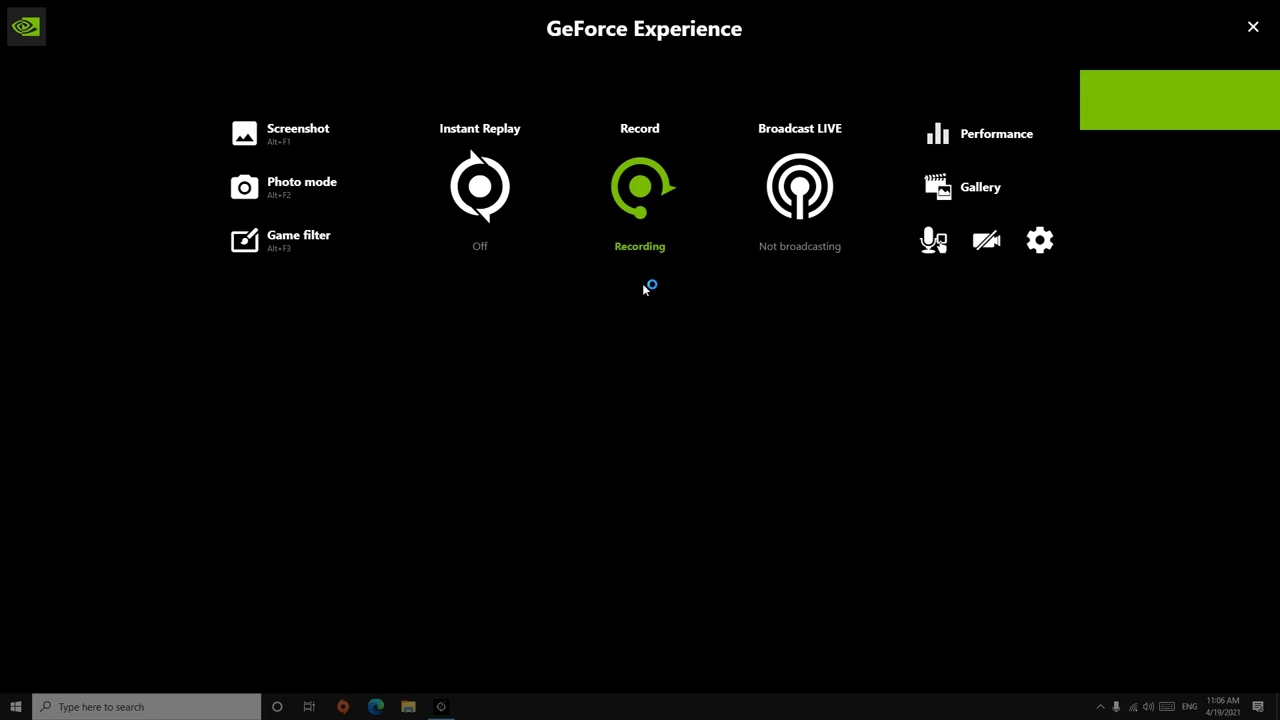 GeForce Experience
Screenshot
Alt+F1
Photo mode
Alt+F2
Game filter
Alt+F3
Instant Replay
Off
Record
Recording
Broadcast LIVE
Not broadcasting
Performance
Gallery
Type here to search
ENG
11:06 AM
4/19/2021